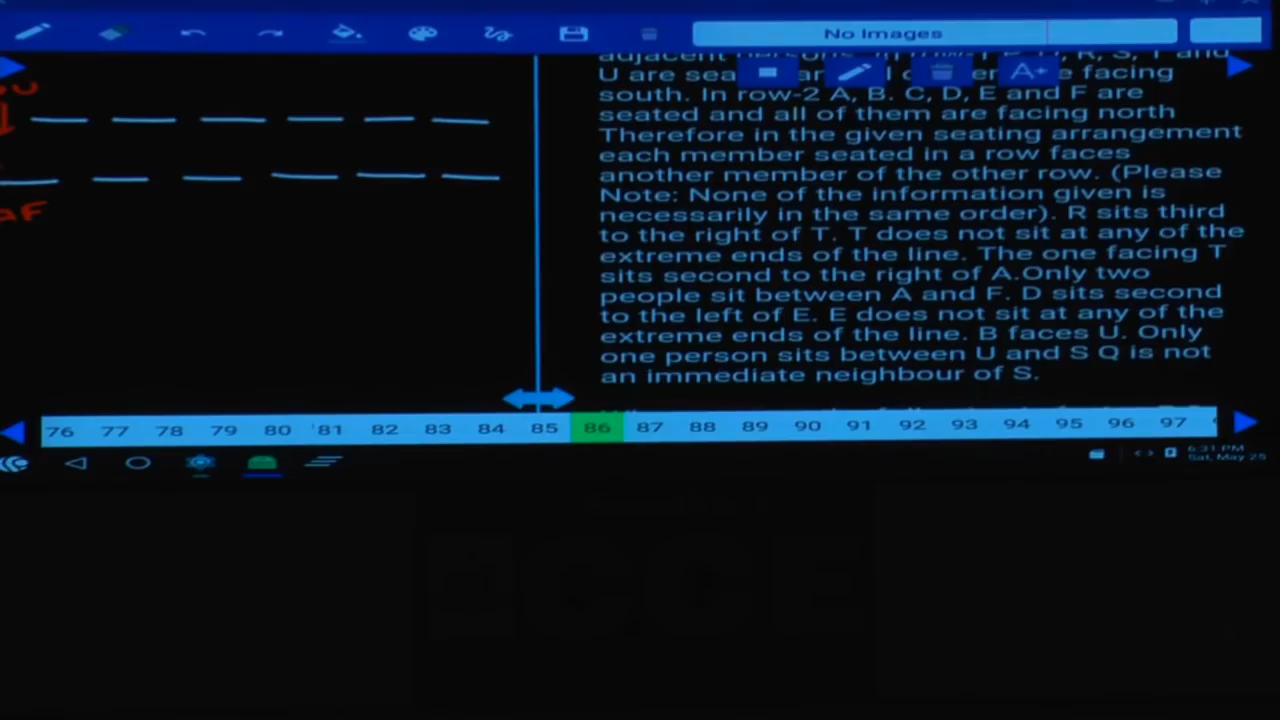 No Images
U are sea
e facing
south. In row-2 A, B. C, D, E and F are
seated and all of them are facing north
Therefore in the given seating arrangement
each member seated in a row faces
another member of the other row. (Please
Note: None of the information given is
necessarily in the same order). R sits third
to the right of T. T does not sit at any of the
extreme ends of the line. The one facing T
sits second to the right of A.Only two
people sit between A and F. D sits second
to the left of E. E does not sit at any of the
extreme ends of the line. B faces U. Only
one person sits between U and S Q is not
an immediate neighbour of S.
A+
76 77 78 79 80 81 82 83 84 85 86 87 88 89 90 91 92 93 94 95 96 97
6:31 PM
Sat, May 25